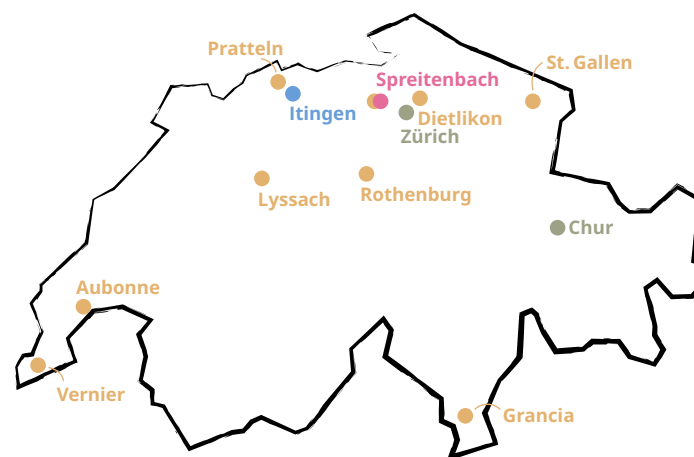 Pratteln
St. Gallen
Spreitenbach
Itingen
Dietlikon
Zürich
Lyssach
Rothenburg
Chur
Aubonne
Vernier
Grancia